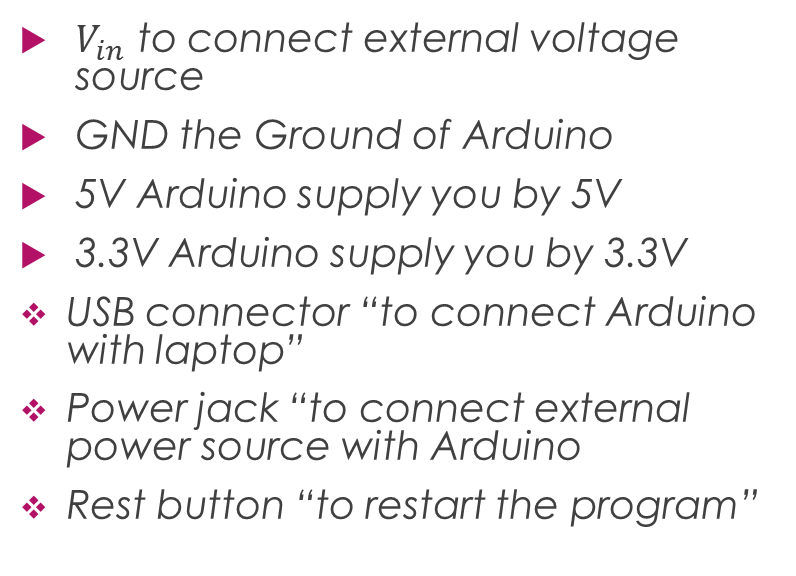 ▶ V_in to connect external voltage
source
▶ GND the Ground of Arduino
▶ 5V Arduino supply you by 5V
▶ 3.3V Arduino supply you by 3.3V
❖ USB connector “to connect Arduino
with laptop”
❖ Power jack “to connect external
power source with Arduino
❖ Rest button “to restart the program”